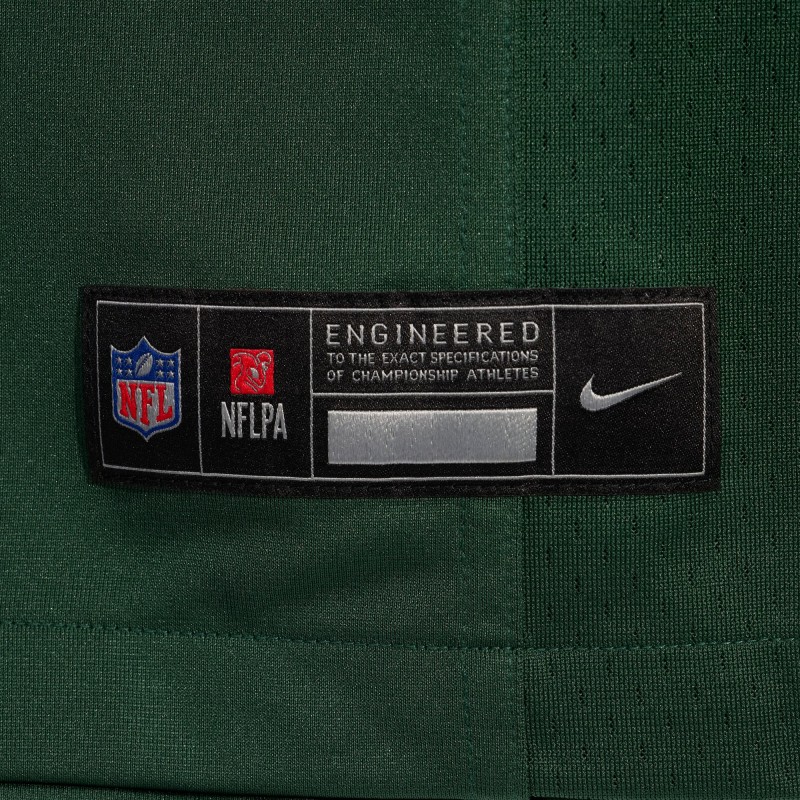 NFL
NFLPA
ENGINEERED
TO THE EXACT SPECIFICATIONS
OF CHAMPIONSHIP ATHLETES